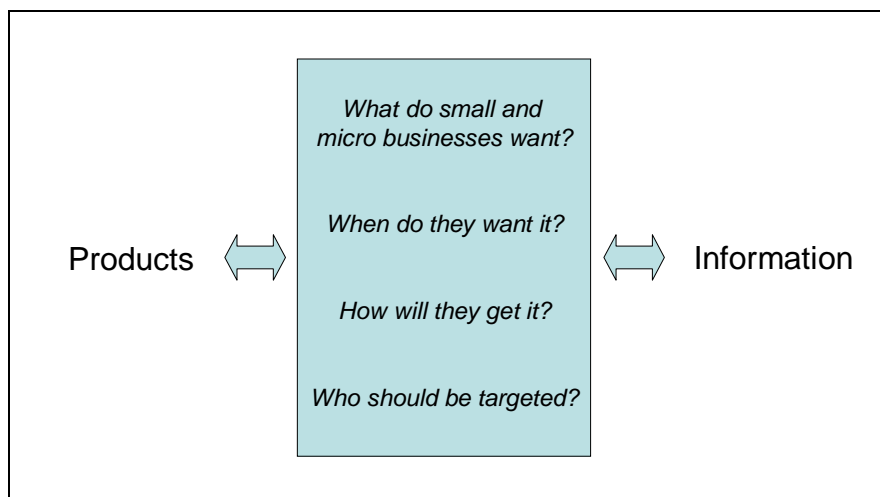 What do small and
micro businesses want?
When do they want it?
Products
Information
How will they get it?
Who should be targeted?